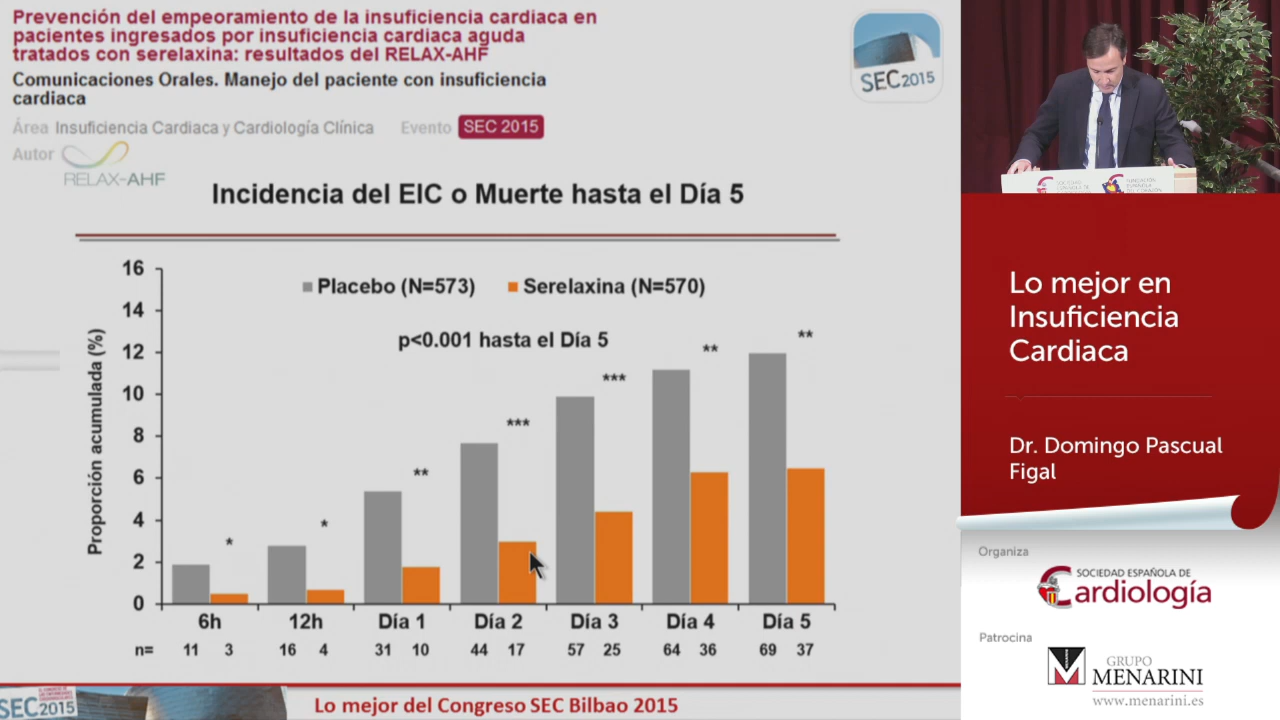 Prevención del empeoramiento de la insuficiencia cardiaca en
pacientes ingresados por insuficiencia cardiaca aguda
tratados con serelaxina: resultados del RELAX-AHF
Comunicaciones Orales. Manejo del paciente con insuficiencia
cardiaca
Área Insuficiencia Cardiaca y Cardiología Clínica Evento SEC 2015
Autor
RELAX-AHF
SEC2015
Incidencia del EIC o Muerte hasta el Día 5
Placebo (N=573) Serelaxina (N=570)
p<0.001 hasta el Día 5
Proporción acumulada (%)
16
14
12
10
8
6
4
2
0
* * ** *** *** ** **
6h 12h Día 1 Día 2 Día 3 Día 4 Día 5
n= 11 3 16 4 31 10 44 17 57 25 64 36 69 37
SEC2015
Lo mejor del Congreso SEC Bilbao 2015
Lo mejor en
Insuficiencia
Cardiaca
Dr. Domingo Pascual
Figal
Organiza
SOCIEDAD ESPAÑOLA DE
Cardiología
Patrocina
GRUPO
MENARINI
www.menarini.es